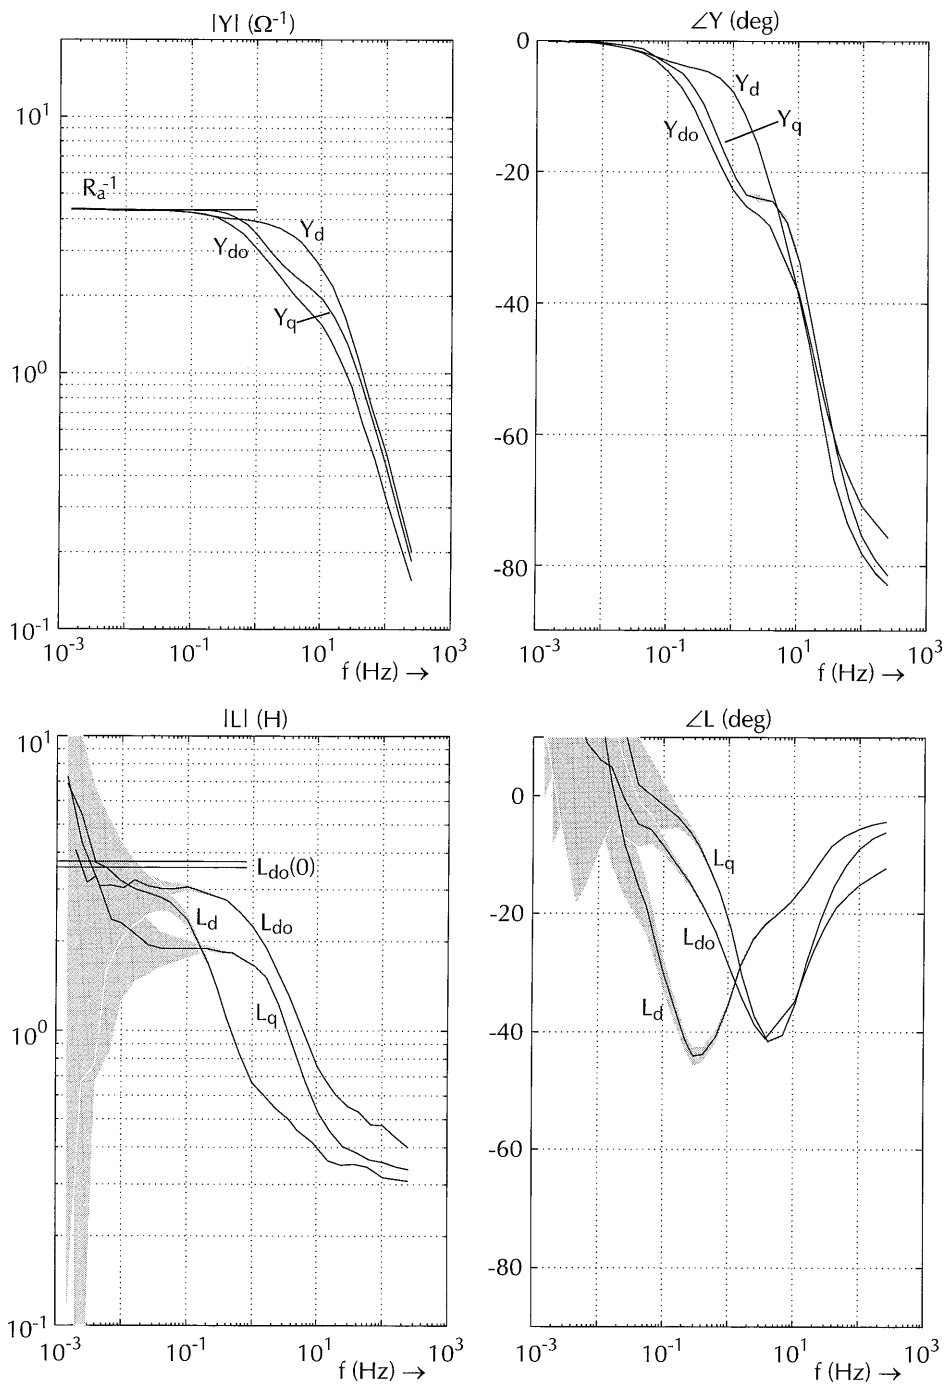 |Y| (Ω⁻¹)
10¹
10⁰
10⁻¹
Rₐ⁻¹
Y_d
Y_do
Y_q
10⁻³
10⁻¹
10¹
10³
f (Hz) →
∠Y (deg)
0
-20
-40
-60
-80
Y_d
Y_q
Y_do
10⁻³
10⁻¹
10¹
10³
f (Hz) →
|L| (H)
10¹
10⁰
10⁻¹
L_do(0)
L_d
L_do
L_q
10⁻³
10⁻¹
10¹
10³
f (Hz) →
∠L (deg)
0
-20
-40
-60
-80
L_q
L_do
L_d
10⁻³
10⁻¹
10¹
10³
f (Hz) →